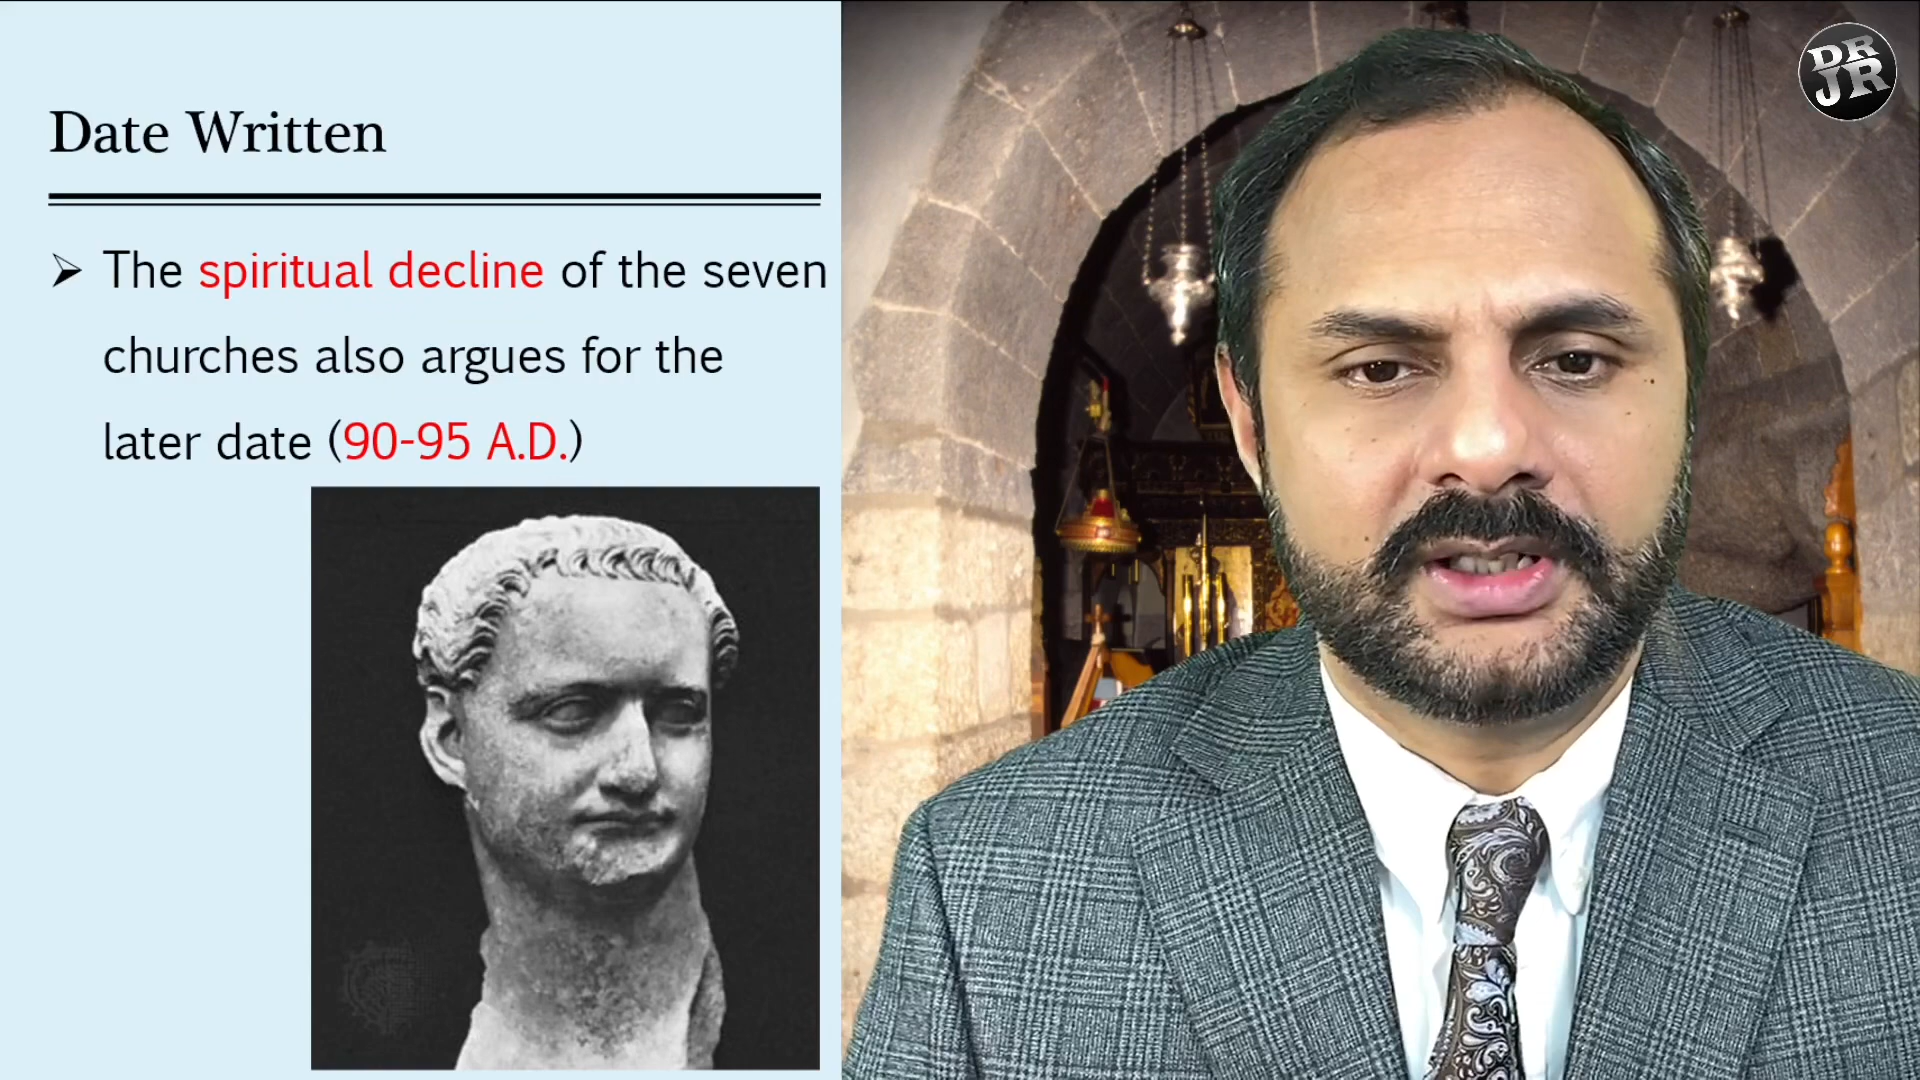 Date Written
➢ The spiritual decline of the seven
churches also argues for the
later date (90-95 A.D.)
DR
JR